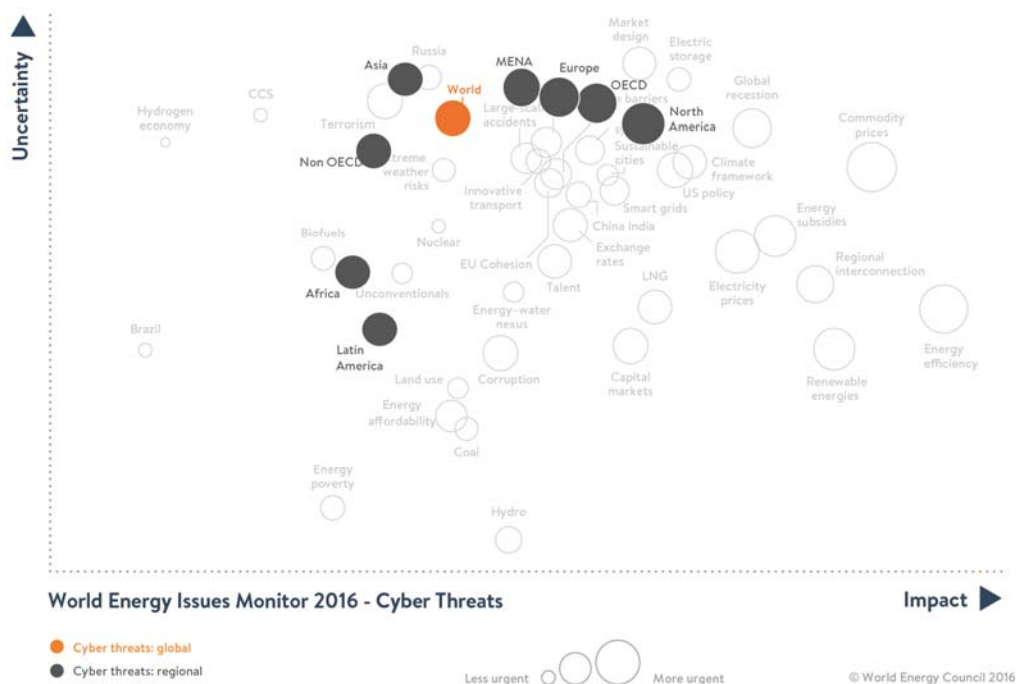 Uncertainty
Market
design
Electric
storage
Russia
Asia
MENA
Europe
OECD
World
Global
recession
CCS
Hydrogen
economy
Large-scal
accidents
e barriers
North
America
Commodity
prices
Terrorism
Non OECD
treme
weather
risks
Sustainable
cities
Climate
framework
US policy
Innovative
transport
Smart grids
China India
Energy
subsidies
Biofuels
Nuclear
EU Cohesion
Exchange
rates
Regional
interconnection
Africa
Unconventionals
Talent
LNG
Electricity
prices
Energy-water
nexus
Brazil
Latin
America
Land use
Corruption
Capital
markets
Renewable
energies
Energy
efficiency
Energy
affordability
Coal
Energy
poverty
Hydro
World Energy Issues Monitor 2016 - Cyber Threats
Impact
Cyber threats: global
Cyber threats: regional
Less urgent
More urgent
© World Energy Council 2016